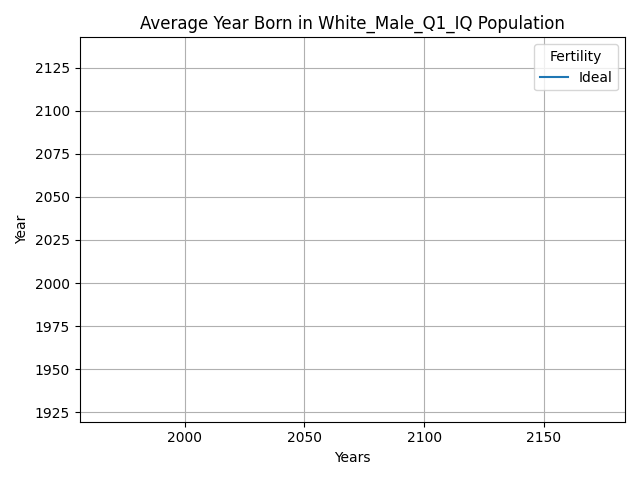 Average Year Born in White_Male_Q1_IQ Population
Fertility
Ideal
2125
2100
2075
2050
2025
2000
1975
1950
1925
Year
2000 2050 2100 2150
Years